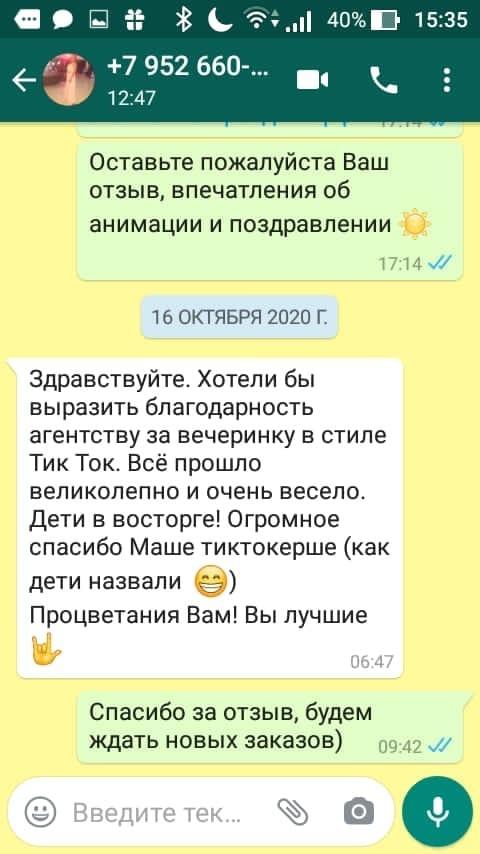 40% 15:35
+7 952 660-...
12:47
17:14
Оставьте пожалуйста Ваш
отзыв, впечатления об
анимации и поздравлении
17:14
16 ОКТЯБРЯ 2020 Г.
Здравствуйте. Хотели бы
выразить благодарность
агентству за вечеринку в стиле
Тик Ток. Всё прошло
великолепно и очень весело.
Дети в восторге! Огромное
спасибо Маше тиктокерше (как
дети назвали 😁)
Процветания Вам! Вы лучшие
🤟
06:47
Спасибо за отзыв, будем
ждать новых заказов)
09:42
Введите тек...